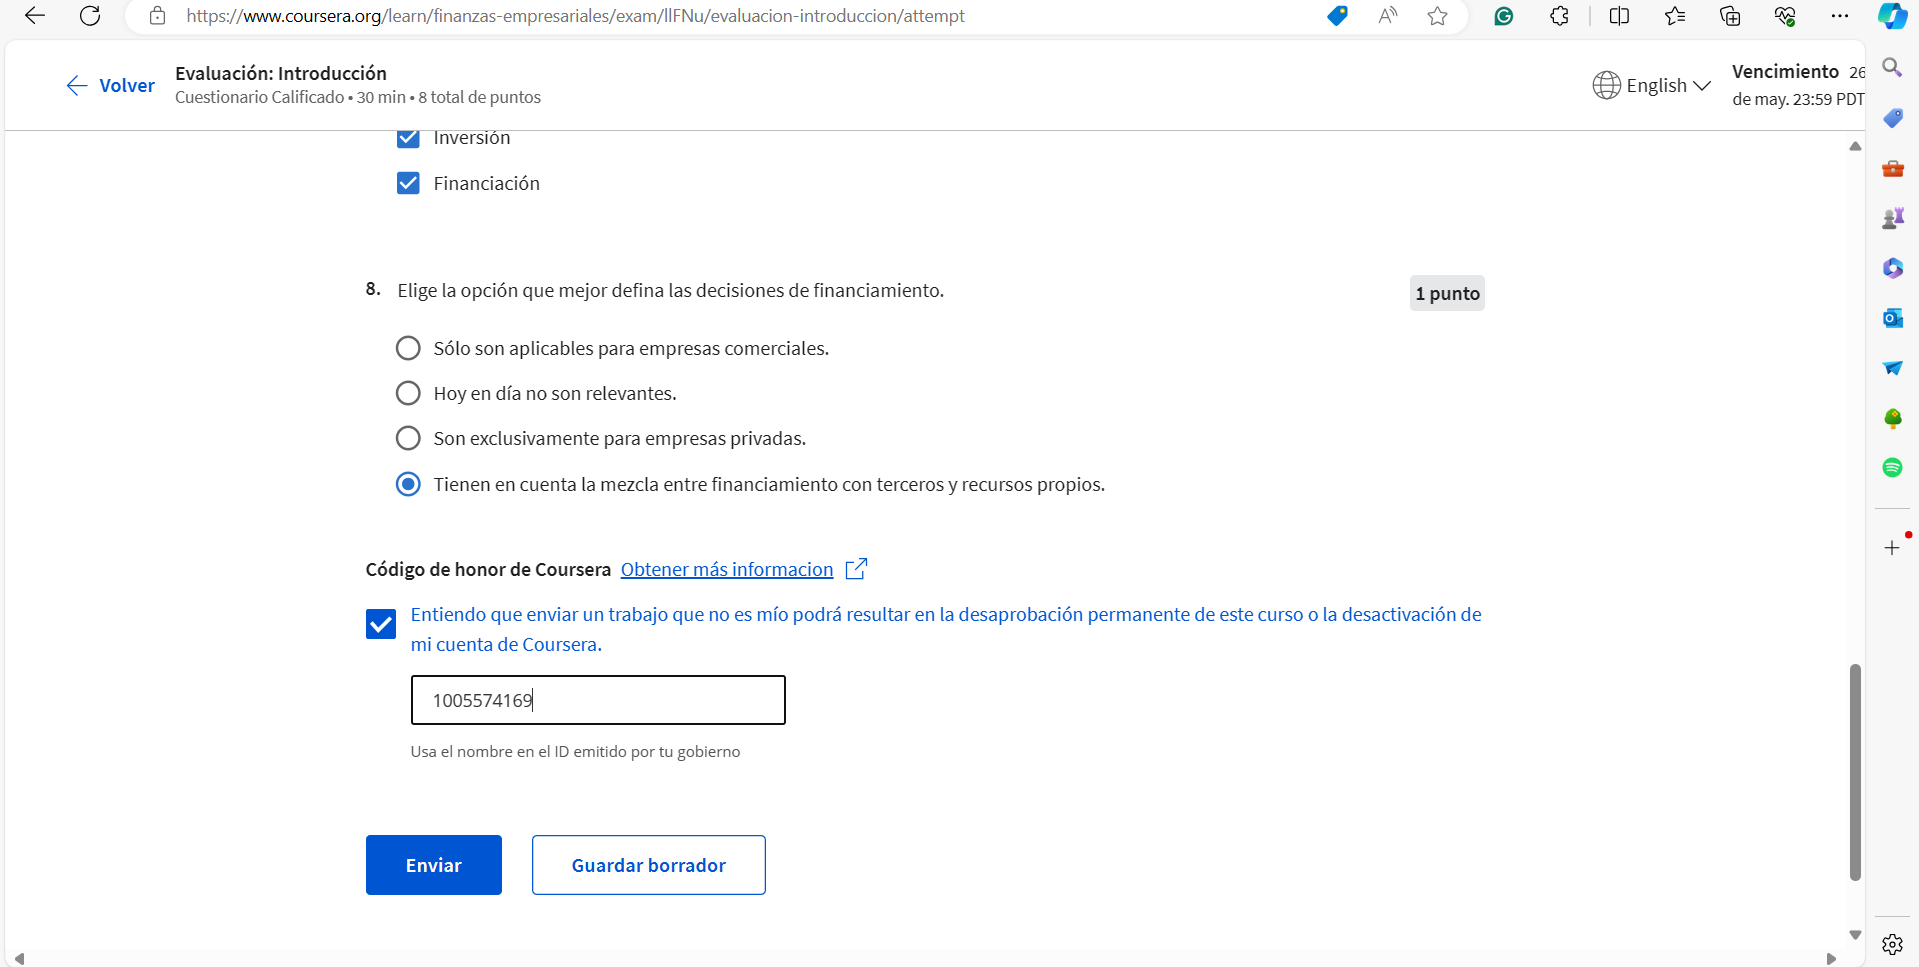 https://www.coursera.org/learn/finanzas-empresariales/exam/llFNu/evaluacion-introduccion/attempt
Volver
Evaluación: Introducción
Cuestionario Calificado • 30 min • 8 total de puntos
English
Vencimiento 26
de may. 23:59 PDT
Inversión
Financiación
8. Elige la opción que mejor defina las decisiones de financiamiento.
1 punto
Sólo son aplicables para empresas comerciales.
Hoy en día no son relevantes.
Son exclusivamente para empresas privadas.
Tienen en cuenta la mezcla entre financiamiento con terceros y recursos propios.
Código de honor de Coursera Obtener más informacion
Entiendo que enviar un trabajo que no es mío podrá resultar en la desaprobación permanente de este curso o la desactivación de
mi cuenta de Coursera.
1005574169
Usa el nombre en el ID emitido por tu gobierno
Enviar
Guardar borrador